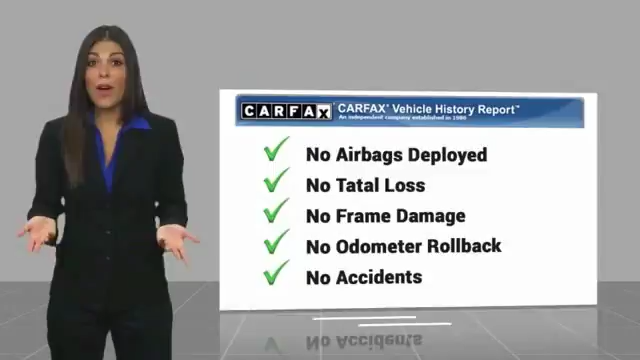 CARFAX CARFAX Vehicle History Report™
An independent company established in 1986
No Airbags Deployed
No Tatal Loss
No Frame Damage
No Odometer Rollback
No Accidents